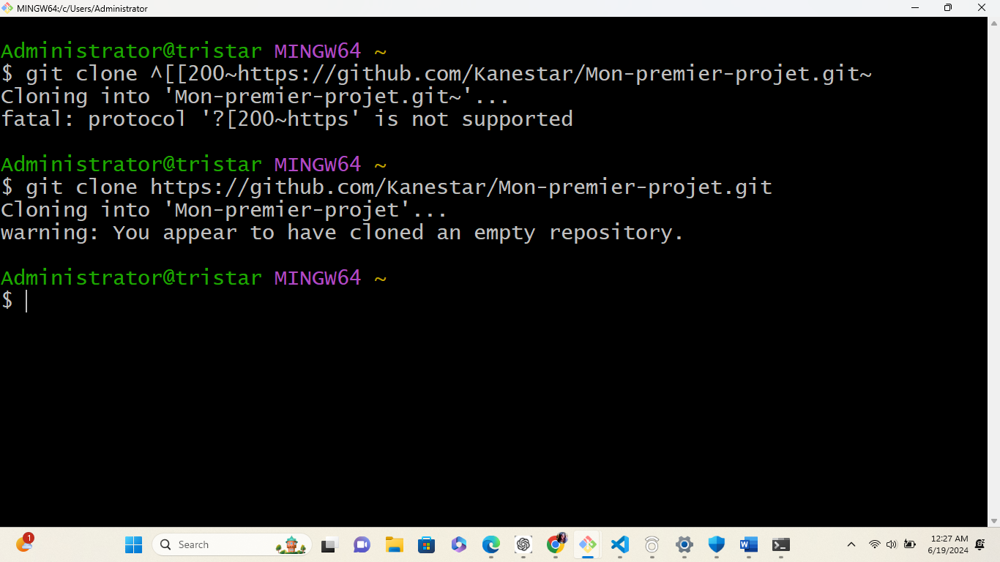 MINGW64:/c/Users/Administrator
Administrator@tristar MINGW64 ~
$ git clone ^[[200~https://github.com/Kanestar/Mon-premier-projet.git~
Cloning into 'Mon-premier-projet.git~'...
fatal: protocol '?[200~https' is not supported
Administrator@tristar MINGW64 ~
$ git clone https://github.com/Kanestar/Mon-premier-projet.git
Cloning into 'Mon-premier-projet'...
warning: You appear to have cloned an empty repository.
Administrator@tristar MINGW64 ~
$
1
Search
12:27 AM
6/19/2024